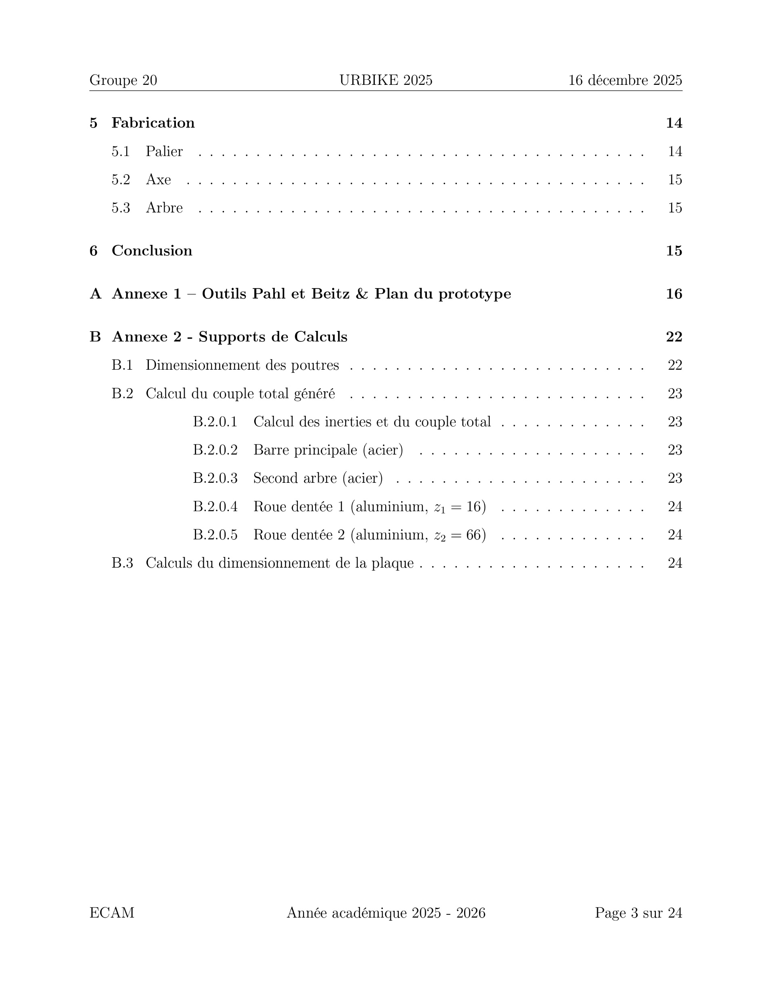 Groupe 20 URBIKE 2025 16 décembre 2025
5 Fabrication 14
5.1 Palier . . . . . . . . . . . . . . . . . . . . . . . . . . . . . . . . . . . . . . . 14
5.2 Axe . . . . . . . . . . . . . . . . . . . . . . . . . . . . . . . . . . . . . . . . 15
5.3 Arbre . . . . . . . . . . . . . . . . . . . . . . . . . . . . . . . . . . . . . . . 15
6 Conclusion 15
A Annexe 1 – Outils Pahl et Beitz & Plan du prototype 16
B Annexe 2 - Supports de Calculs 22
B.1 Dimensionnement des poutres . . . . . . . . . . . . . . . . . . . . . . . . . . 22
B.2 Calcul du couple total généré . . . . . . . . . . . . . . . . . . . . . . . . . . 23
B.2.0.1 Calcul des inerties et du couple total . . . . . . . . . . . . . 23
B.2.0.2 Barre principale (acier) . . . . . . . . . . . . . . . . . . . . 23
B.2.0.3 Second arbre (acier) . . . . . . . . . . . . . . . . . . . . . . 23
B.2.0.4 Roue dentée 1 (aluminium, z₁ = 16) . . . . . . . . . . . . . 24
B.2.0.5 Roue dentée 2 (aluminium, z₂ = 66) . . . . . . . . . . . . . 24
B.3 Calculs du dimensionnement de la plaque . . . . . . . . . . . . . . . . . . . . 24
ECAM Année académique 2025 - 2026 Page 3 sur 24